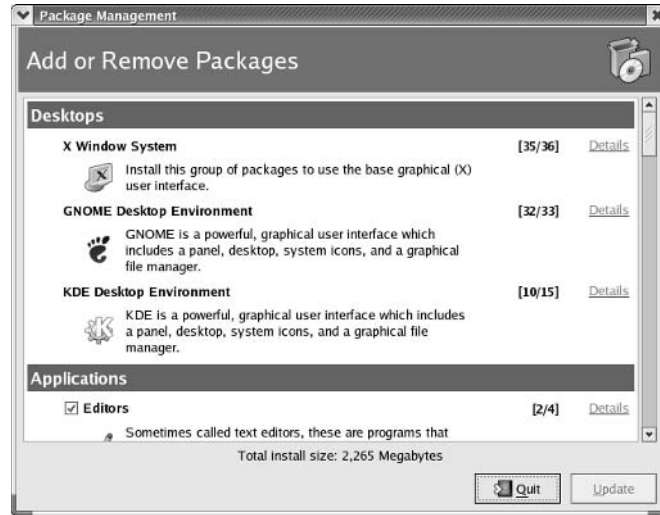 Package Management
Add or Remove Packages
Desktops
X Window System [35/36] Details
Install this group of packages to use the base graphical (X)
user interface.
GNOME Desktop Environment [32/33] Details
GNOME is a powerful, graphical user interface which
includes a panel, desktop, system icons, and a graphical
file manager.
KDE Desktop Environment [10/15] Details
KDE is a powerful, graphical user interface which includes
a panel, desktop, system icons, and a graphical file
manager.
Applications
Editors [2/4] Details
Sometimes called text editors, these are programs that
Total install size: 2,265 Megabytes
Quit Update